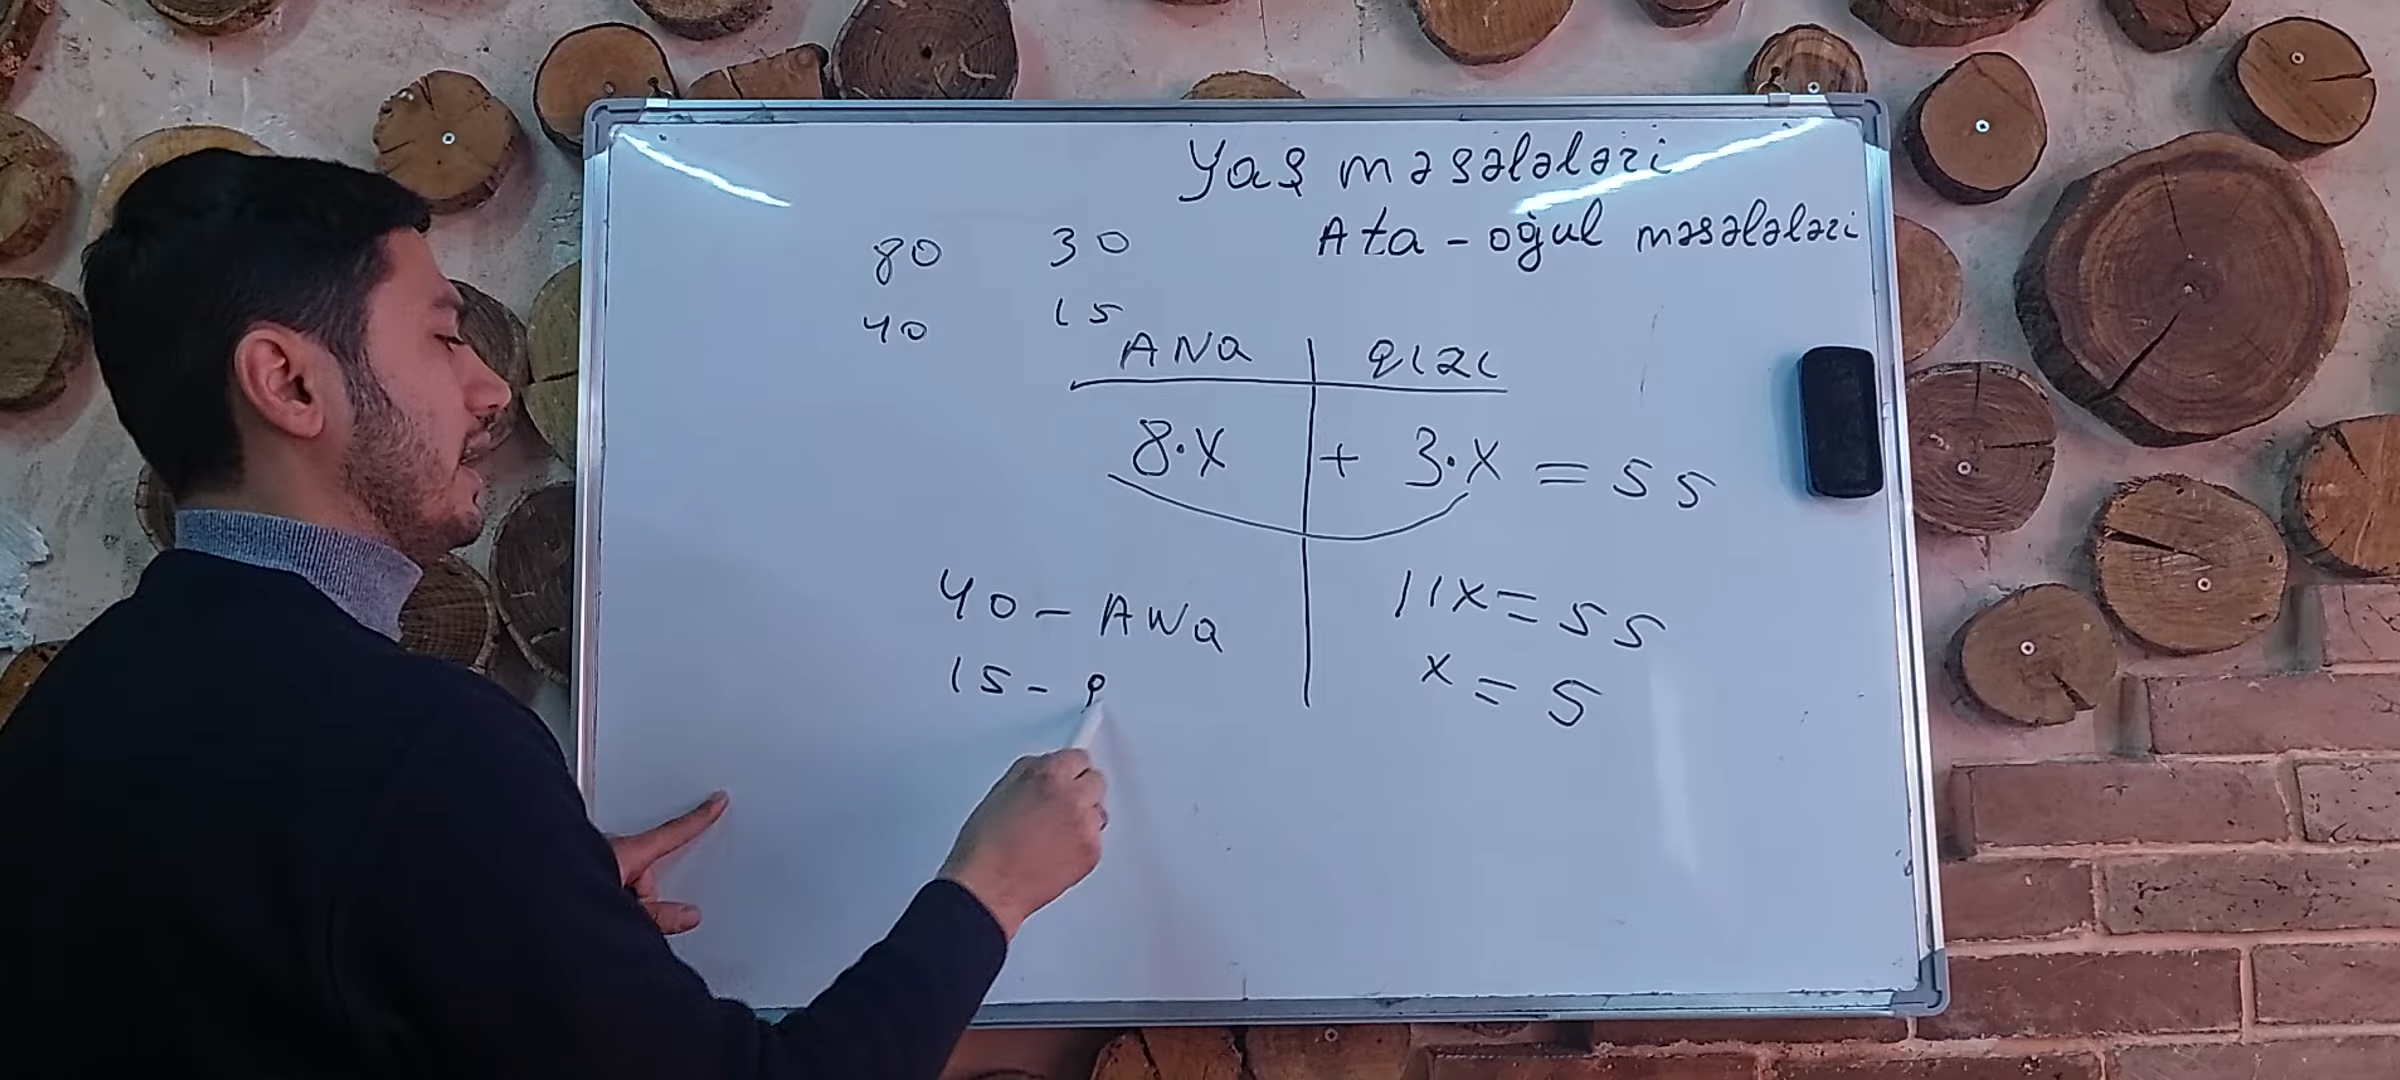 Yaş məsələləri
Ata - oğul məsələləri
80 30
40 15
ANA QIZI
8·X + 3·X = 55
40 - ANA
15 - Q
11x = 55
x = 5